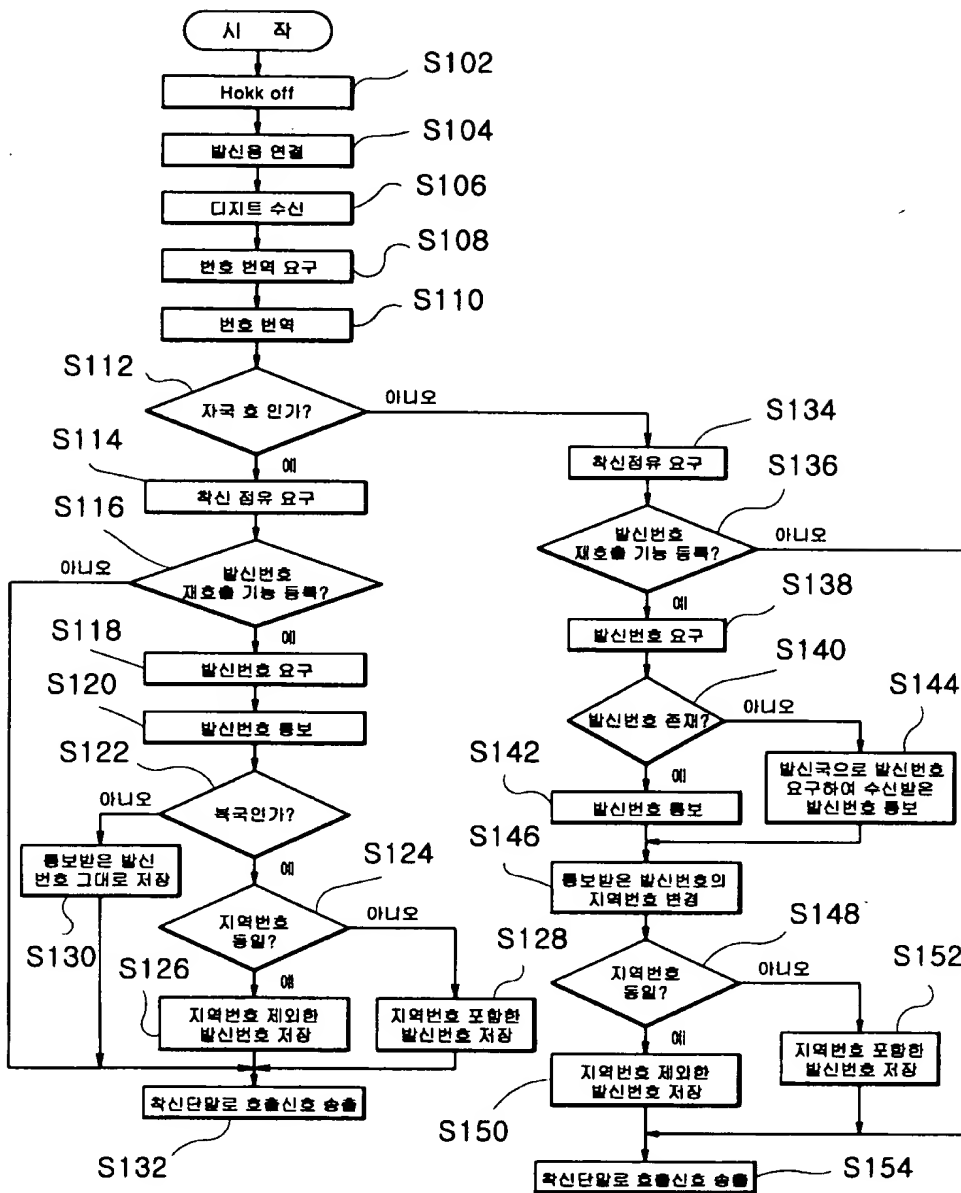 시 작
S102
Hokk off
S104
발신음 연결
S106
디지트 수신
S108
번호 번역 요구
S110
번호 번역
S112
자국 호 인가?
아니오
예
S114
착신 점유 요구
S116
발신번호
재호출 기능 등록?
아니오
예
S118
발신번호 요구
S120
발신번호 통보
S122
복국인가?
아니오
예
통보받은 발신
번호 그대로 저장
S130
S124
지역번호
동일?
아니오
예
S126
지역번호 제외한
발신번호 저장
S128
지역번호 포함한
발신번호 저장
착신단말로 호출신호 송출
S132
S134
착신점유 요구
S136
발신번호
재호출 기능 등록?
아니오
예
S138
발신번호 요구
S140
발신번호 존재?
아니오
예
S144
발신국으로 발신번호
요구하여 수신받은
발신번호 통보
S142
발신번호 통보
S146
통보받은 발신번호의
지역번호 변경
S148
지역번호
동일?
아니오
예
S152
지역번호 포함한
발신번호 저장
지역번호 제외한
발신번호 저장
S150
착신단말로 호출신호 송출
S154